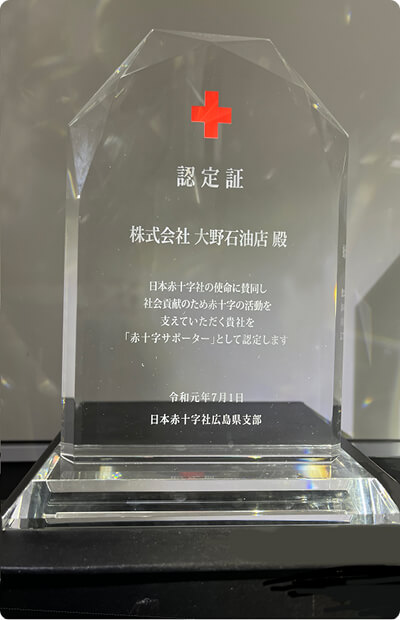 認定証
株式会社 大野石油店 殿
日本赤十字社の使命に賛同し
社会貢献のため赤十字の活動を
支えていただく貴社を
「赤十字サポーター」として認定します
令和元年7月1日
日本赤十字社広島県支部